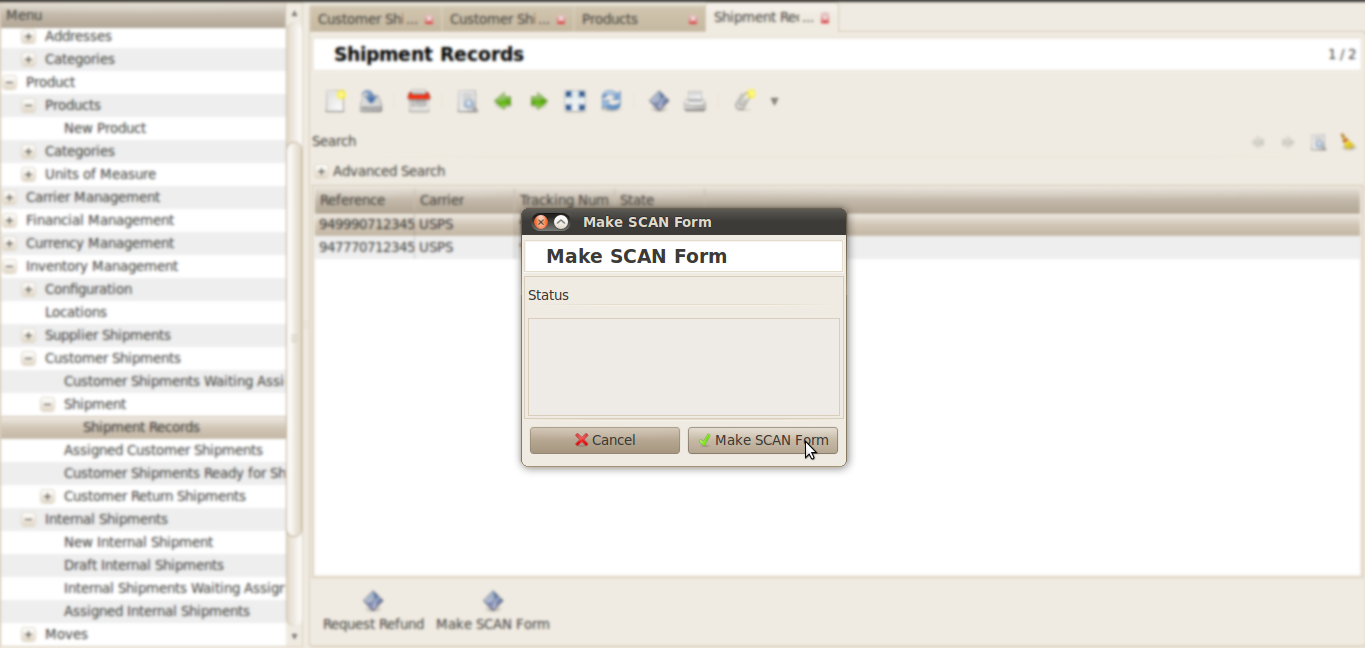 Menu
Addresses
Categories
Product
Products
New Product
Categories
Units of Measure
Carrier Management
Financial Management
Currency Management
Inventory Management
Configuration
Locations
Supplier Shipments
Customer Shipments
Customer Shipments Waiting Assi
Shipment
Shipment Records
Assigned Customer Shipments
Customer Shipments Ready for Sh
Customer Return Shipments
Internal Shipments
New Internal Shipment
Draft Internal Shipments
Internal Shipments Waiting Assigr
Assigned Internal Shipments
Moves
Customer Shi ... Customer Shi ... Products Shipment Rec ...
Shipment Records 1 / 2
Search
Advanced Search
Reference Carrier Tracking Num State
949990712345 USPS
947770712345 USPS
Make SCAN Form
Make SCAN Form
Status
Cancel Make SCAN Form
Request Refund Make SCAN Form